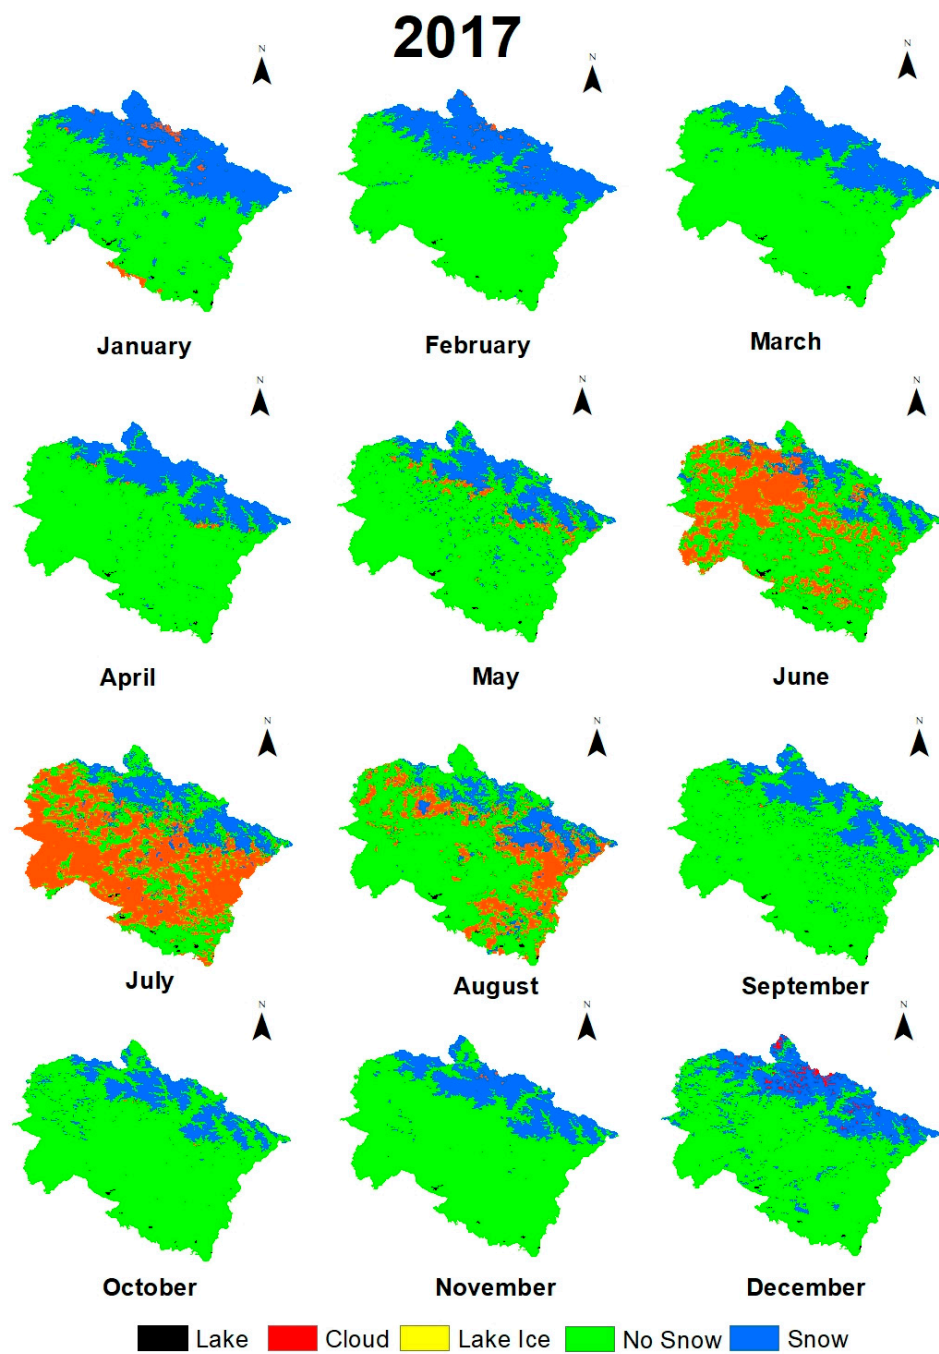 2017
N N N
January February March
N N N
April May June
N N N
July August September
N N N
October November December
Lake Cloud Lake Ice No Snow Snow